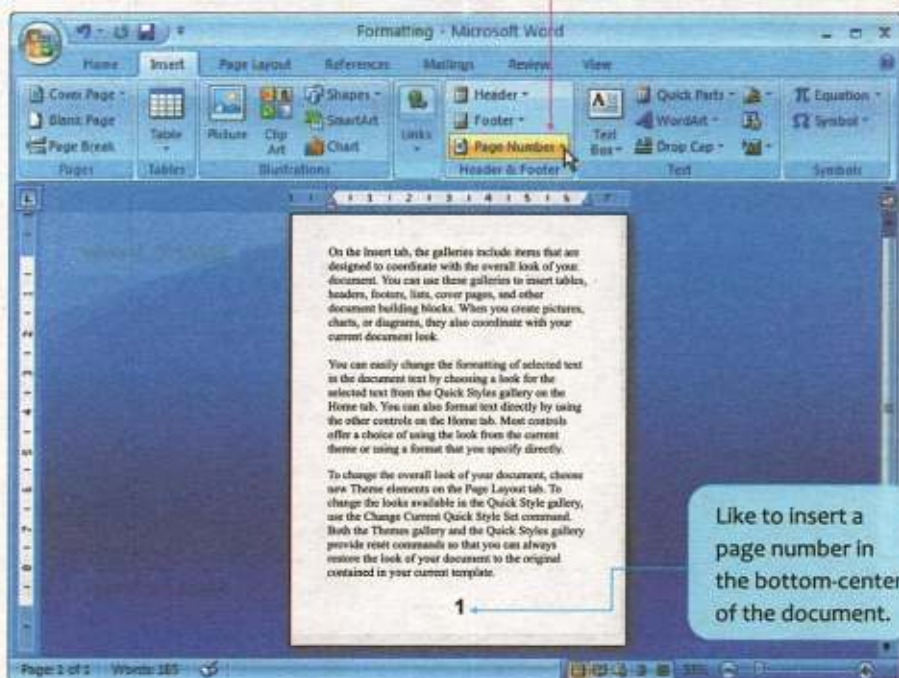 Formatting - Microsoft Word
Home Insert Page Layout References Mailings Review View
Cover Page
Blank Page
Page Break
Pages
Table
Tables
Picture
Clip Art
Shapes
SmartArt
Chart
Illustrations
Links
Header
Footer
Page Number
Header & Footer
A
Text Box
Quick Parts
WordArt
Drop Cap
Text
π Equation
Ω Symbol
Symbols
L
1 1 2 3 4 5 6 7
On the Insert tab, the galleries include items that are
designed to coordinate with the overall look of your
document. You can use these galleries to insert tables,
headers, footers, lists, cover pages, and other
document building blocks. When you create pictures,
charts, or diagrams, they also coordinate with your
current document look.
You can easily change the formatting of selected text
in the document text by choosing a look for the
selected text from the Quick Styles gallery on the
Home tab. You can also format text directly by using
the other controls on the Home tab. Most controls
offer a choice of using the look from the current
theme or using a format that you specify directly.
To change the overall look of your document, choose
new Theme elements on the Page Layout tab. To
change the looks available in the Quick Style gallery,
use the Change Current Quick Style Set command.
Both the Themes gallery and the Quick Styles gallery
provide reset commands so that you can always
restore the look of your document to the original
contained in your current template.
1
Like to insert a
page number in
the bottom-center
of the document.
Page: 1 of 1 Words: 185